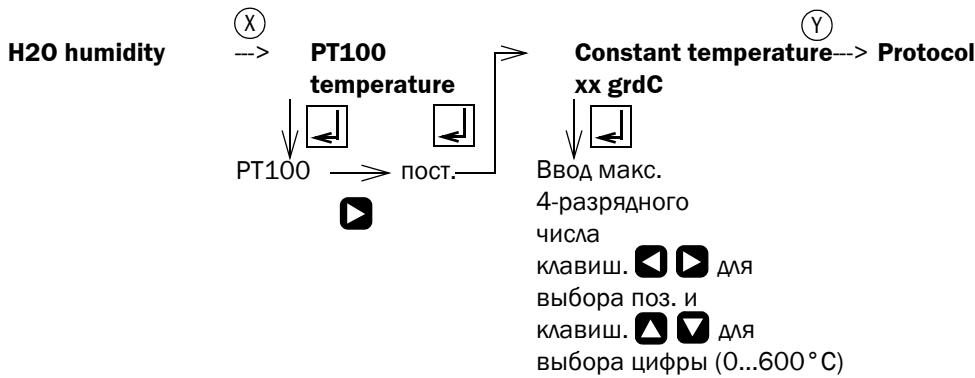 X Y
H2O humidity ---> PT100 Constant temperature---> Protocol
temperature xx grdC
PT100 пост. Ввод макс.
4-разрядного
числа
клавиш. для
выбора поз. и
клавиш. для
выбора цифры (0...600°C)